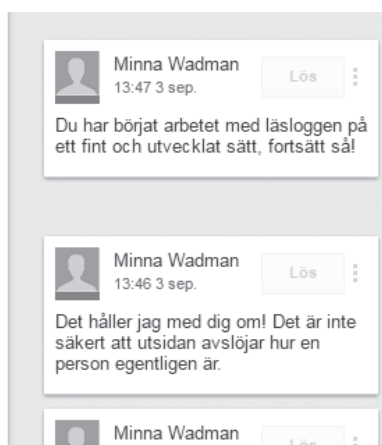 Minna Wadman
Lös
13:47 3 sep.
Du har börjat arbetet med läsloggen på
ett fint och utvecklat sätt, fortsätt så!
Minna Wadman
Lös
13:46 3 sep.
Det håller jag med dig om! Det är inte
säkert att utsidan avslöjar hur en
person egentligen är.
Minna Wadman
Lös